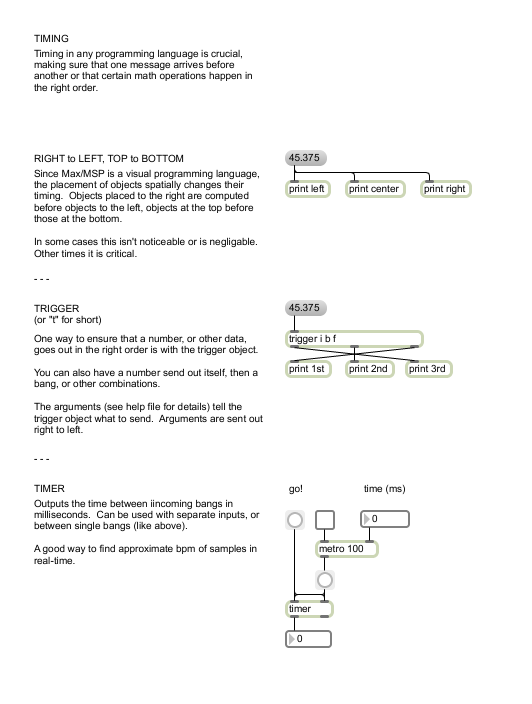 TIMING
Timing in any programming language is crucial,
making sure that one message arrives before
another or that certain math operations happen in
the right order.
RIGHT to LEFT, TOP to BOTTOM
Since Max/MSP is a visual programming language,
the placement of objects spatially changes their
timing.  Objects placed to the right are computed
before objects to the left, objects at the top before
those at the bottom.
In some cases this isn't noticeable or is negligable.
Other times it is critical.
45.375
print left
print center
print right
- - -
TRIGGER
(or "t" for short)
One way to ensure that a number, or other data,
goes out in the right order is with the trigger object.
You can also have a number send out itself, then a
bang, or other combinations.
The arguments (see help file for details) tell the
trigger object what to send.  Arguments are sent out
right to left.
45.375
trigger i b f
print 1st
print 2nd
print 3rd
- - -
TIMER
Outputs the time between iincoming bangs in
milliseconds.  Can be used with separate inputs, or
between single bangs (like above).
A good way to find approximate bpm of samples in
real-time.
go!
time (ms)
0
metro 100
timer
0